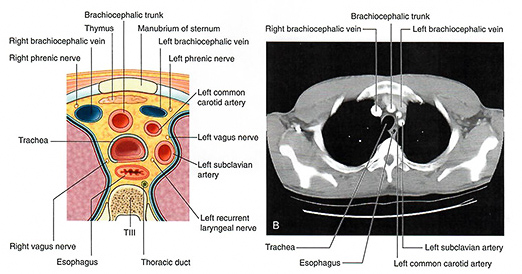 Brachiocephalic trunk
Thymus
Manubrium of sternum
Right brachiocephalic vein
Left brachiocephalic vein
Right phrenic nerve
Left phrenic nerve
Left common
carotid artery
Trachea
Left vagus nerve
Left subclavian
artery
TIII
Left recurrent
laryngeal nerve
Right vagus nerve
Esophagus
Thoracic duct
Brachiocephalic trunk
Right brachiocephalic vein
Left brachiocephalic vein
B
Trachea
Left subclavian artery
Esophagus
Left common carotid artery